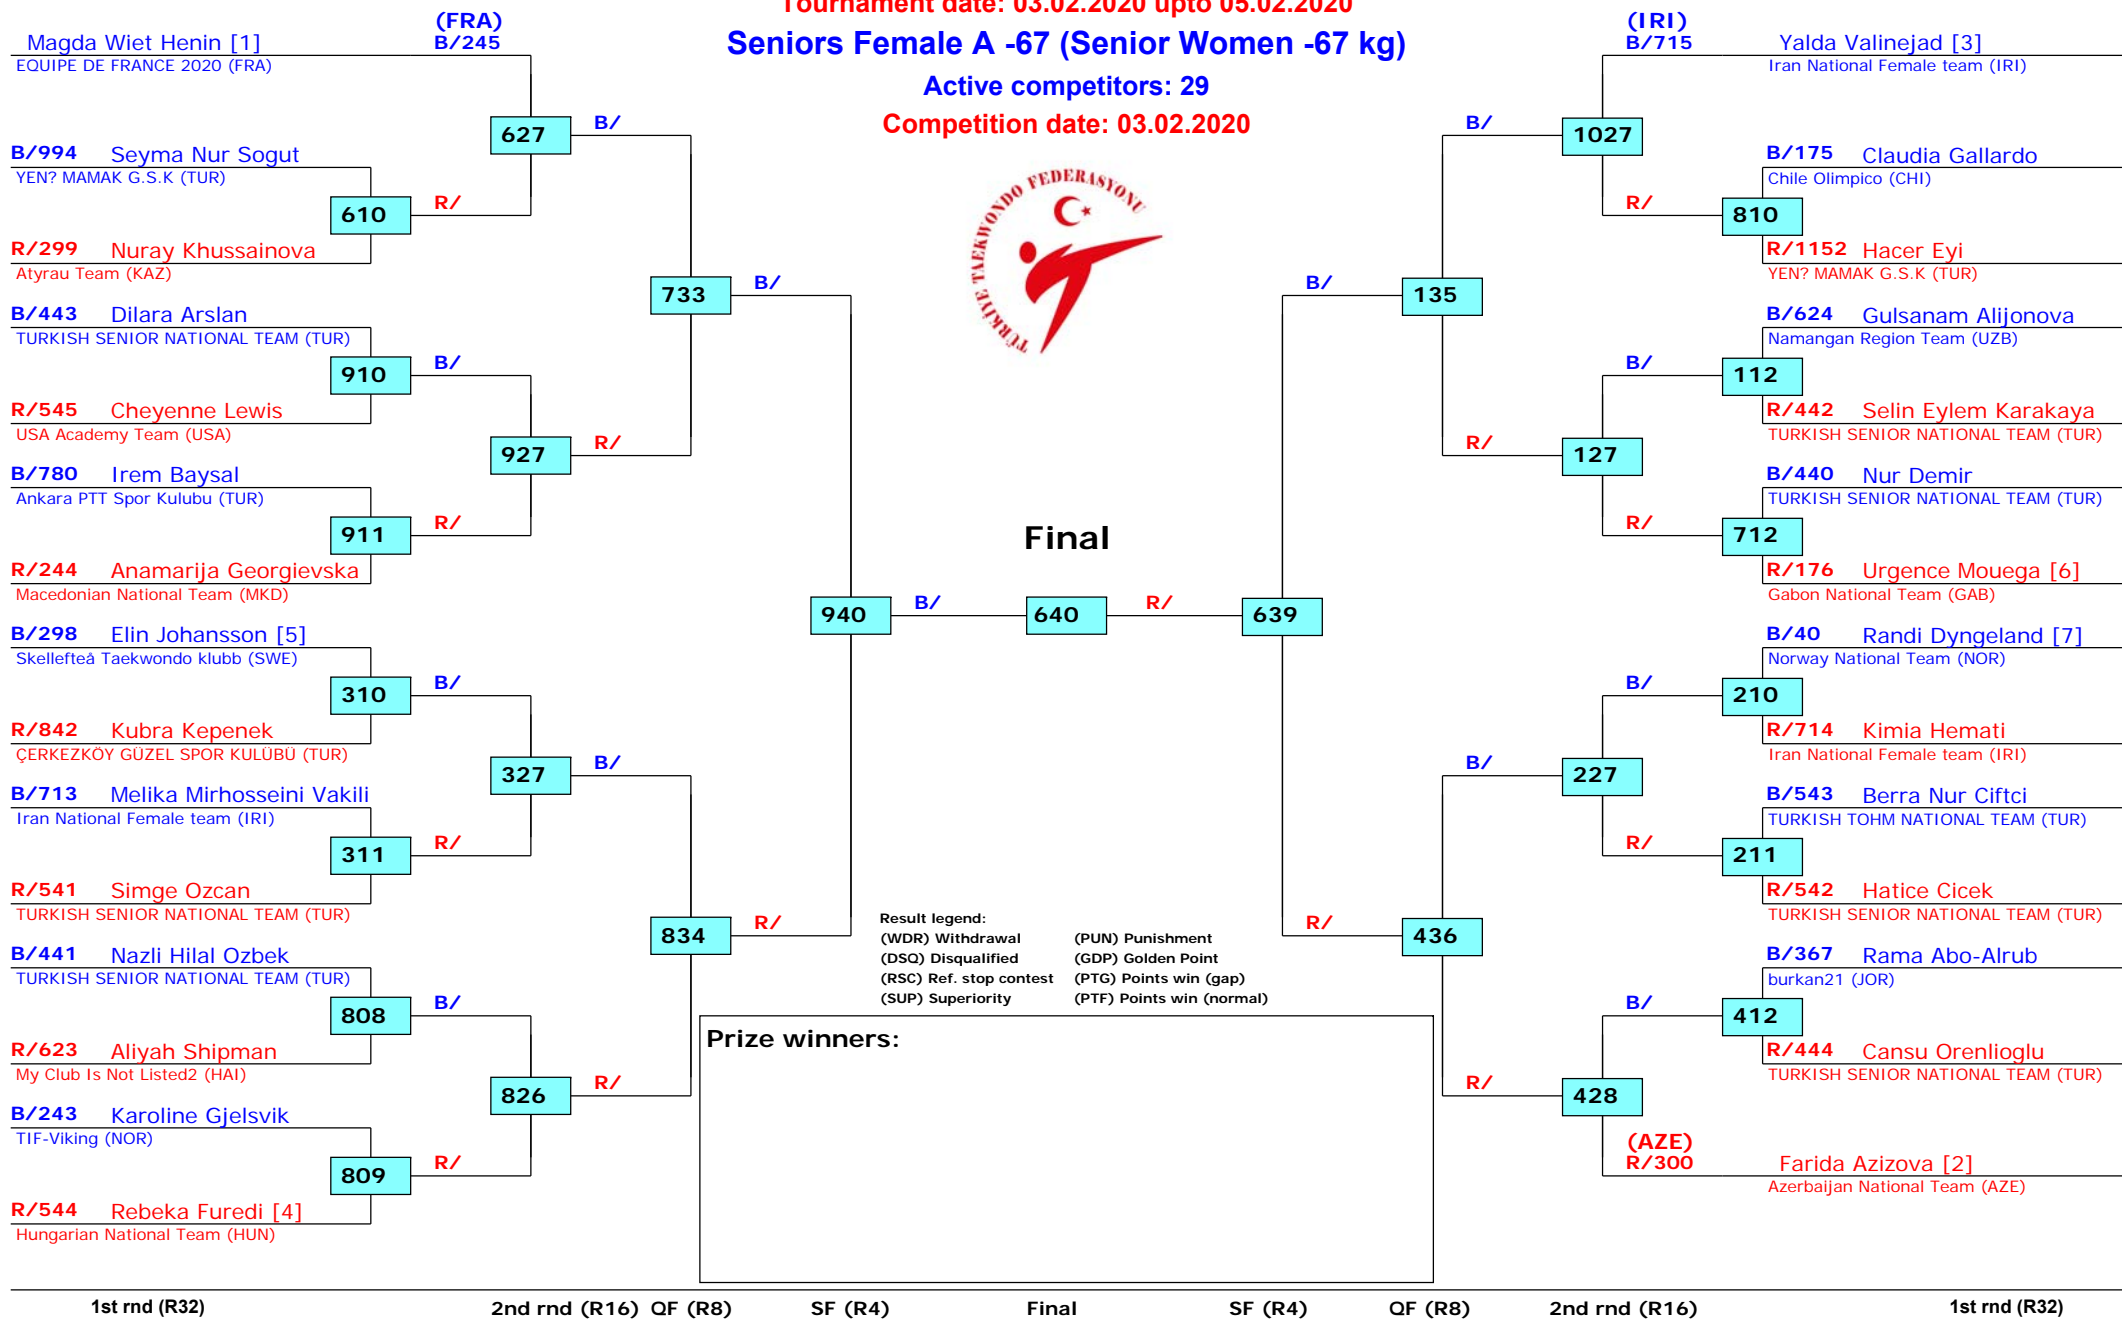 Tournament date: 03.02.2020 upto 05.02.2020
Seniors Female A -67 (Senior Women -67 kg)
Active competitors: 29
Competition date: 03.02.2020
TÜRKİYE TAEKWONDO FEDERASYONU
(FRA)
Magda Wiet Henin [1] B/245
EQUIPE DE FRANCE 2020 (FRA)
627 B/
B/994 Seyma Nur Sogut
YEN? MAMAK G.S.K (TUR)
610 R/
R/299 Nuray Khussainova
Atyrau Team (KAZ)
733 B/
B/443 Dilara Arslan
TURKISH SENIOR NATIONAL TEAM (TUR)
910 B/
R/545 Cheyenne Lewis
USA Academy Team (USA)
927 R/
B/780 Irem Baysal
Ankara PTT Spor Kulubu (TUR)
911 R/
R/244 Anamarija Georgievska
Macedonian National Team (MKD)
940 B/
B/298 Elin Johansson [5]
Skellefteå Taekwondo klubb (SWE)
310 B/
R/842 Kubra Kepenek
ÇERKEZKÖY GÜZEL SPOR KULÜBÜ (TUR)
327 B/
B/713 Melika Mirhosseini Vakili
Iran National Female team (IRI)
311 R/
R/541 Simge Ozcan
TURKISH SENIOR NATIONAL TEAM (TUR)
834 R/
B/441 Nazli Hilal Ozbek
TURKISH SENIOR NATIONAL TEAM (TUR)
808 B/
R/623 Aliyah Shipman
My Club Is Not Listed2 (HAI)
826 R/
B/243 Karoline Gjelsvik
TIF-Viking (NOR)
809 R/
R/544 Rebeka Furedi [4]
Hungarian National Team (HUN)
Final
640
(IRI)
B/715 Yalda Valinejad [3]
Iran National Female team (IRI)
B/ 1027
B/175 Claudia Gallardo
Chile Olimpico (CHI)
R/ 810
R/1152 Hacer Eyi
YEN? MAMAK G.S.K (TUR)
B/ 135
B/624 Gulsanam Alijonova
Namangan Region Team (UZB)
B/ 112
R/442 Selin Eylem Karakaya
TURKISH SENIOR NATIONAL TEAM (TUR)
R/ 127
B/440 Nur Demir
TURKISH SENIOR NATIONAL TEAM (TUR)
R/ 712
R/176 Urgence Mouega [6]
Gabon National Team (GAB)
R/ 639
B/40 Randi Dyngeland [7]
Norway National Team (NOR)
B/ 210
R/714 Kimia Hemati
Iran National Female team (IRI)
B/ 227
B/543 Berra Nur Ciftci
TURKISH TOHM NATIONAL TEAM (TUR)
R/ 211
R/542 Hatice Cicek
TURKISH SENIOR NATIONAL TEAM (TUR)
R/ 436
B/367 Rama Abo-Alrub
burkan21 (JOR)
B/ 412
R/444 Cansu Orenlioglu
TURKISH SENIOR NATIONAL TEAM (TUR)
R/ 428
(AZE)
R/300 Farida Azizova [2]
Azerbaijan National Team (AZE)
Result legend:
(WDR) Withdrawal (PUN) Punishment
(DSQ) Disqualified (GDP) Golden Point
(RSC) Ref. stop contest (PTG) Points win (gap)
(SUP) Superiority (PTF) Points win (normal)
Prize winners:
1st rnd (R32) 2nd rnd (R16) QF (R8) SF (R4) Final SF (R4) QF (R8) 2nd rnd (R16) 1st rnd (R32)